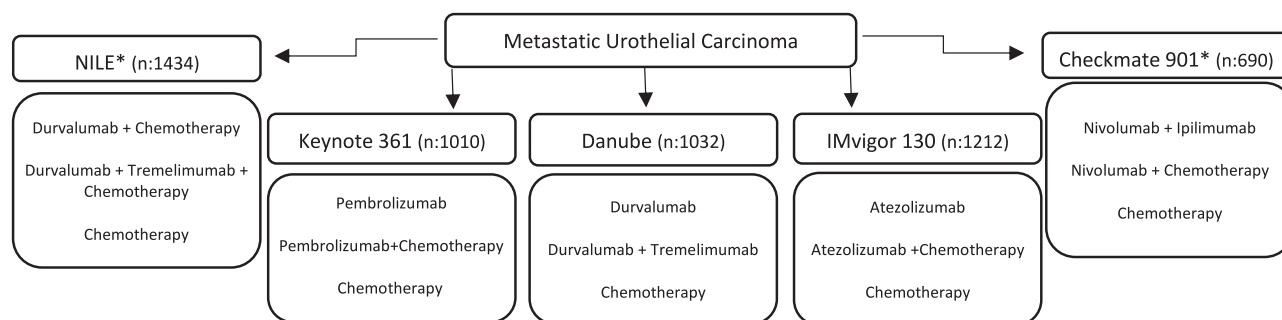 Metastatic Urothelial Carcinoma
NILE* (n:1434)
Durvalumab + Chemotherapy
Durvalumab + Tremelimumab +
Chemotherapy
Chemotherapy
Keynote 361 (n:1010)
Pembrolizumab
Pembrolizumab+Chemotherapy
Chemotherapy
Danube (n:1032)
Durvalumab
Durvalumab + Tremelimumab
Chemotherapy
IMvigor 130 (n:1212)
Atezolizumab
Atezolizumab +Chemotherapy
Chemotherapy
Checkmate 901* (n:690)
Nivolumab + Ipilimumab
Nivolumab + Chemotherapy
Chemotherapy